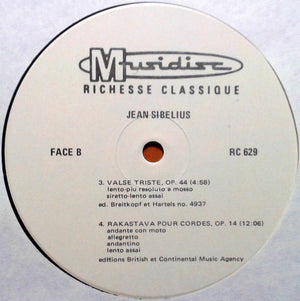 Musidisc
RICHESSE CLASSIQUE
JEAN SIBELIUS
FACE B
RC 629
3. VALSE TRISTE, OP. 44 (4:58)
lento-piu resoluto e mosso
siretto-lento assai
ed. Breitkopf et Hartels no. 4937
4. RAKASTAVA POUR CORDES, OP. 14 (12:06)
andante con moto
allegretto
andantino
lento assai
editions British et Continental Music Agency